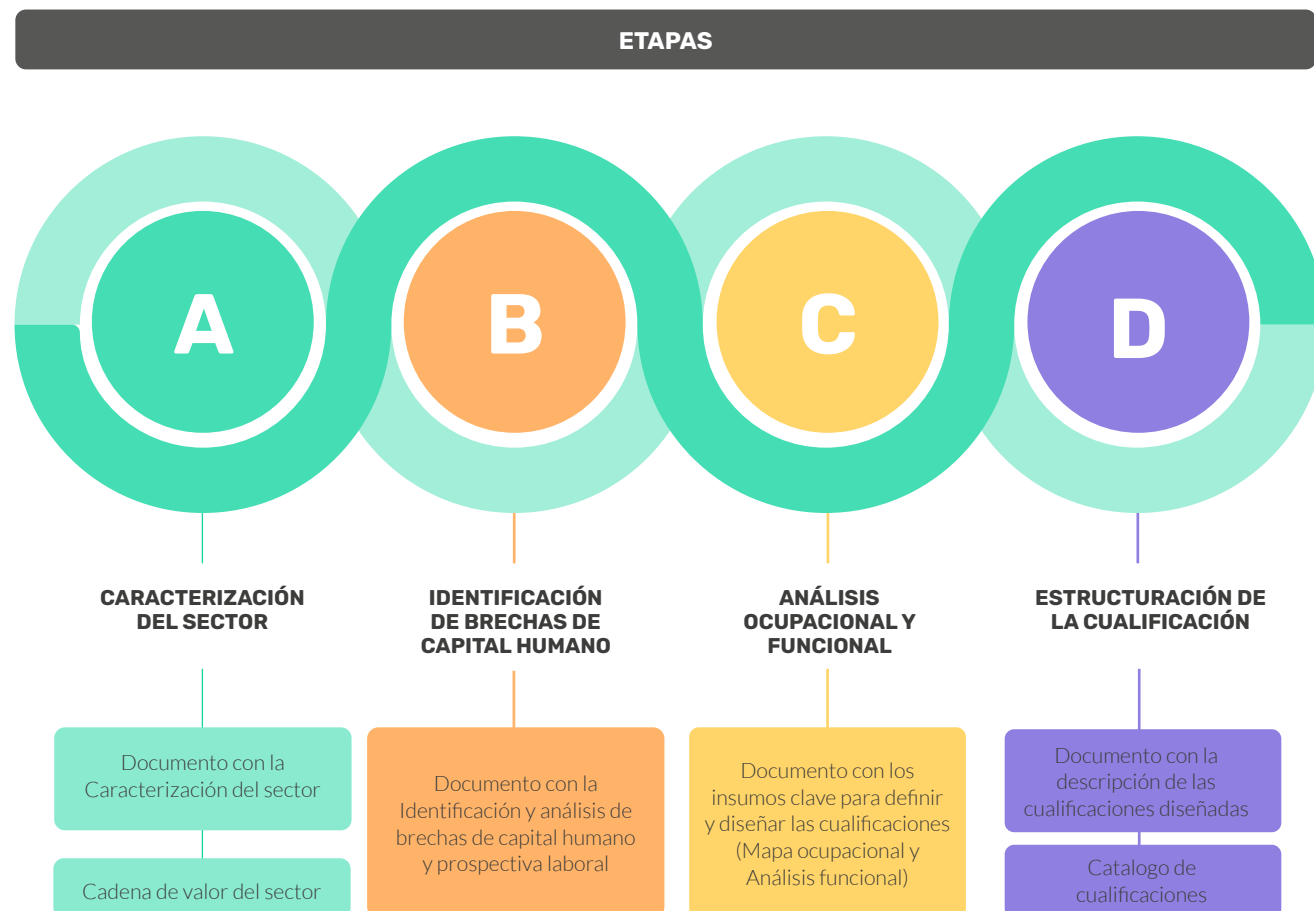 ETAPAS
A
B
C
D
CARACTERIZACIÓN
DEL SECTOR
IDENTIFICACIÓN
DE BRECHAS DE
CAPITAL HUMANO
ANÁLISIS
OCUPACIONAL Y
FUNCIONAL
ESTRUCTURACIÓN DE
LA CUALIFICACIÓN
Documento con la
Caracterización del sector
Cadena de valor del sector
Documento con la
Identificación y análisis de
brechas de capital humano
y prospectiva laboral
Documento con los
insumos clave para definir
y diseñar las cualificaciones
(Mapa ocupacional y
Análisis funcional)
Documento con la
descripción de las
cualificaciones diseñadas
Catalogo de
cualificaciones